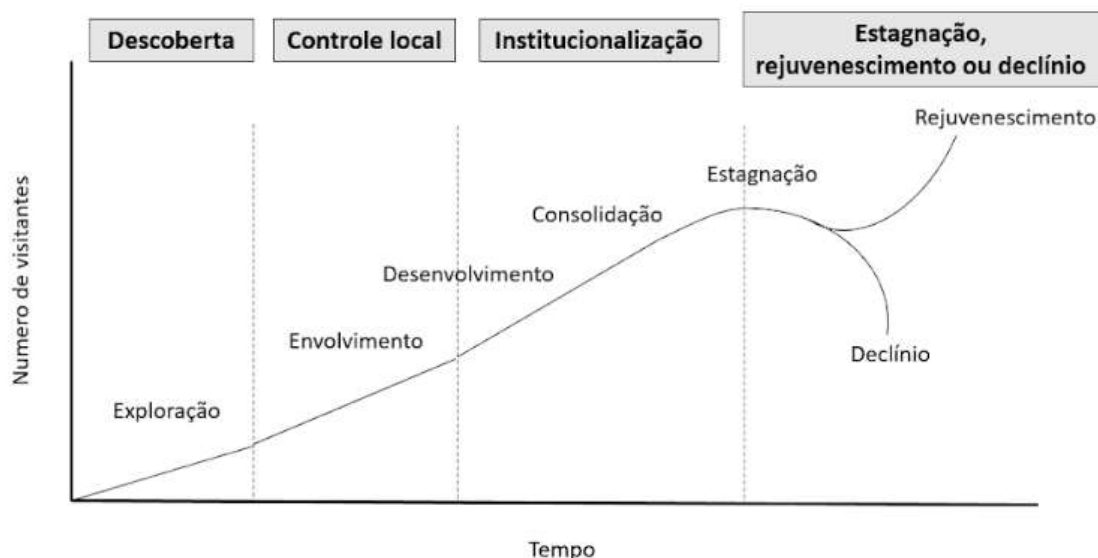 Descoberta
Controle local
Institucionalização
Estagnação,
rejuvenescimento ou declínio
Rejuvenescimento
Estagnação
Consolidação
Desenvolvimento
Envolvimento
Declínio
Exploração
Numero de visitantes
Tempo